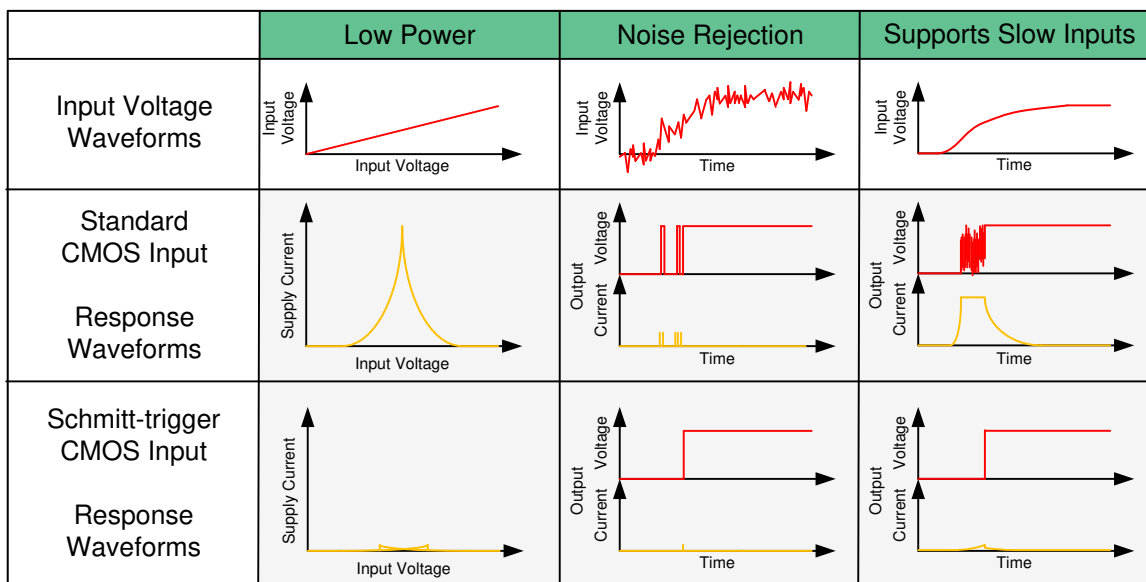 Low Power
Noise Rejection
Supports Slow Inputs
Input Voltage
Waveforms
Input
Voltage
Input Voltage
Input
Voltage
Time
Input
Voltage
Time
Standard
CMOS Input
Response
Waveforms
Supply Current
Input Voltage
Output
Voltage
Current
Time
Output
Voltage
Current
Time
Schmitt-trigger
CMOS Input
Response
Waveforms
Supply Current
Input Voltage
Output
Voltage
Current
Time
Output
Voltage
Current
Time